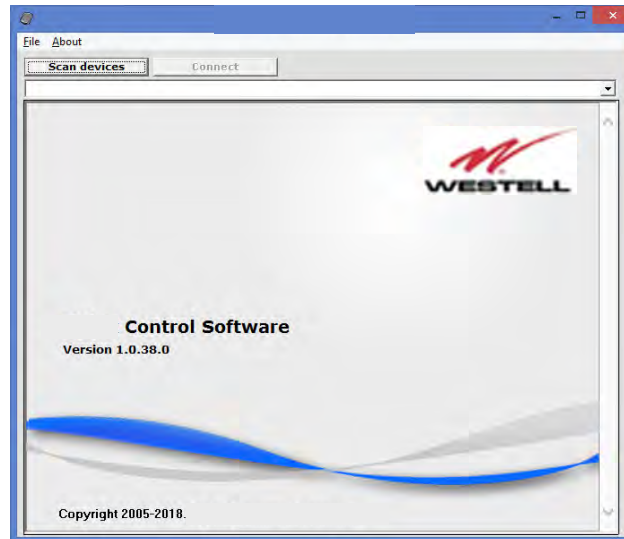 File About
Scan devices Connect
WESTELL
Control Software
Version 1.0.38.0
Copyright 2005-2018.